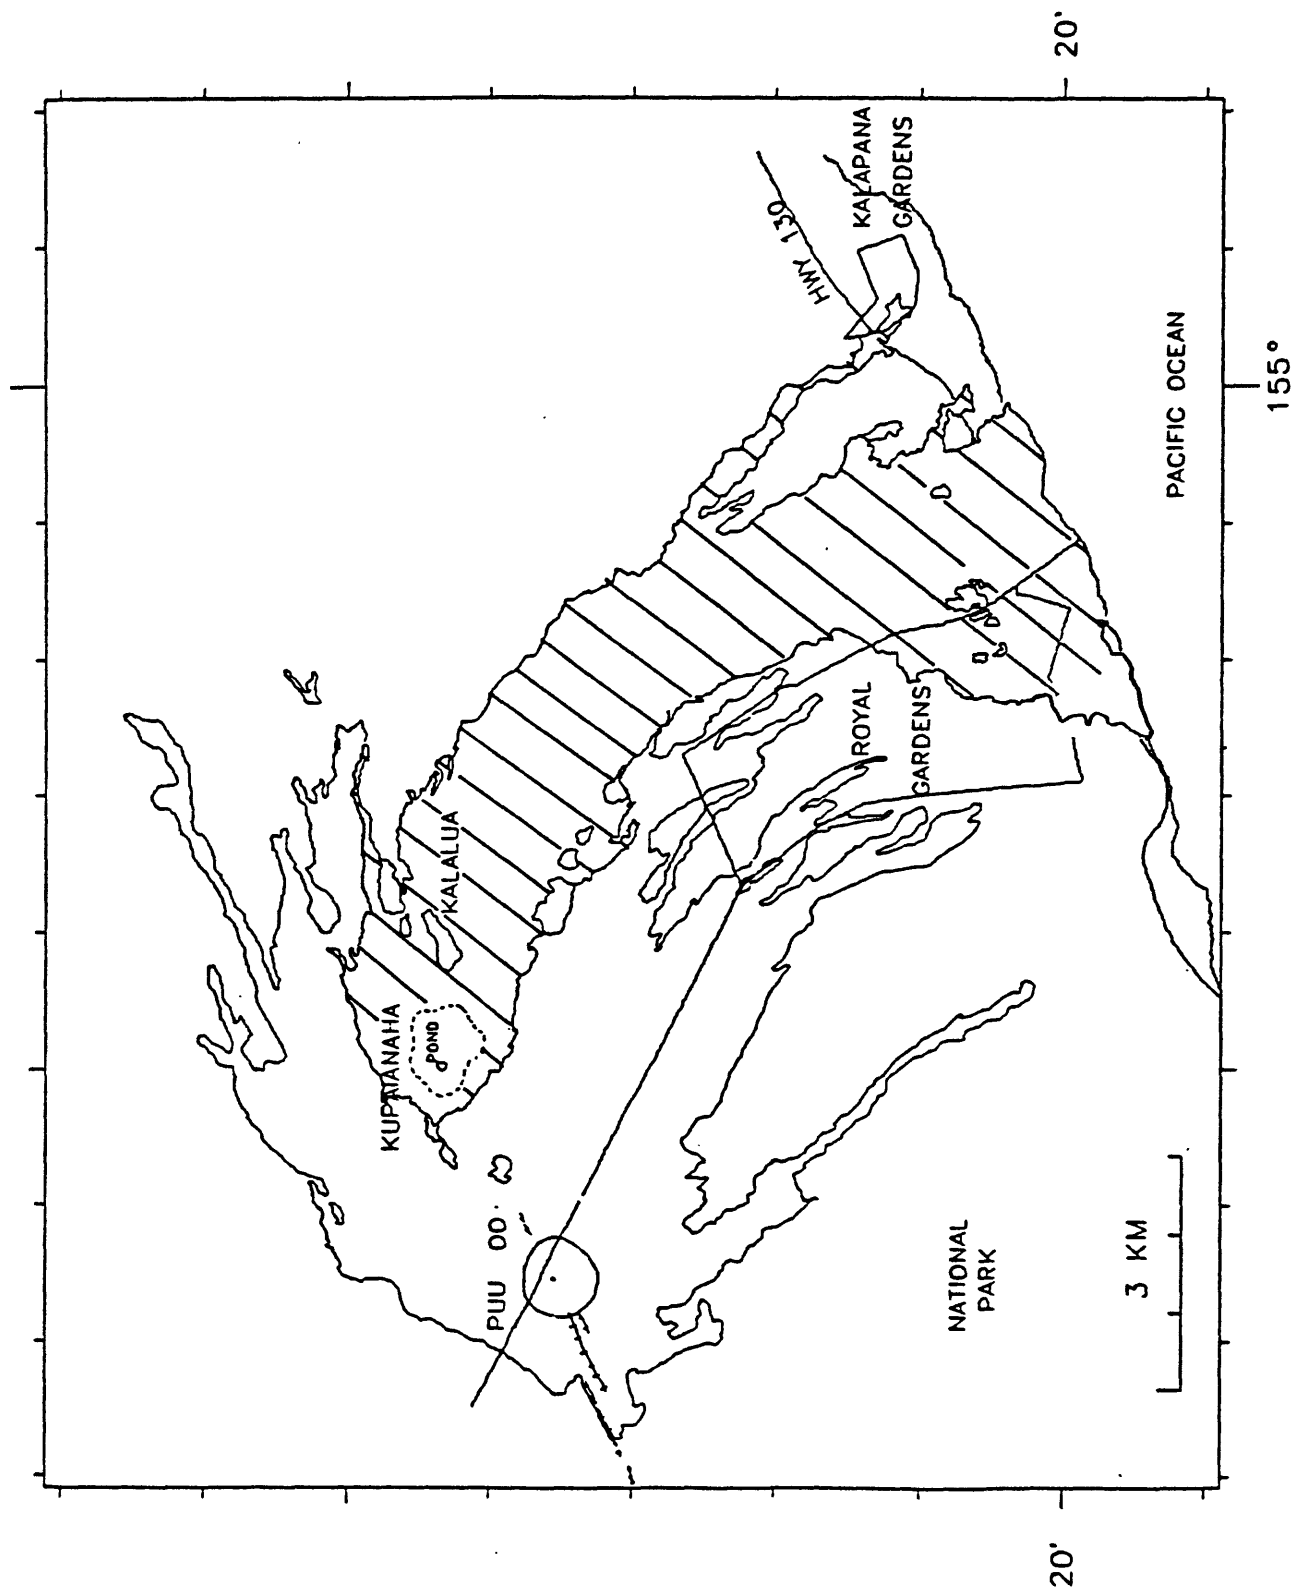 20'
HWY 130
KALAPANA
GARDENS
155°
PACIFIC OCEAN
KALALUA
ROYAL
GARDENS
KUPAIANAHA
POND
PUU OO
NATIONAL
PARK
3 KM
20'